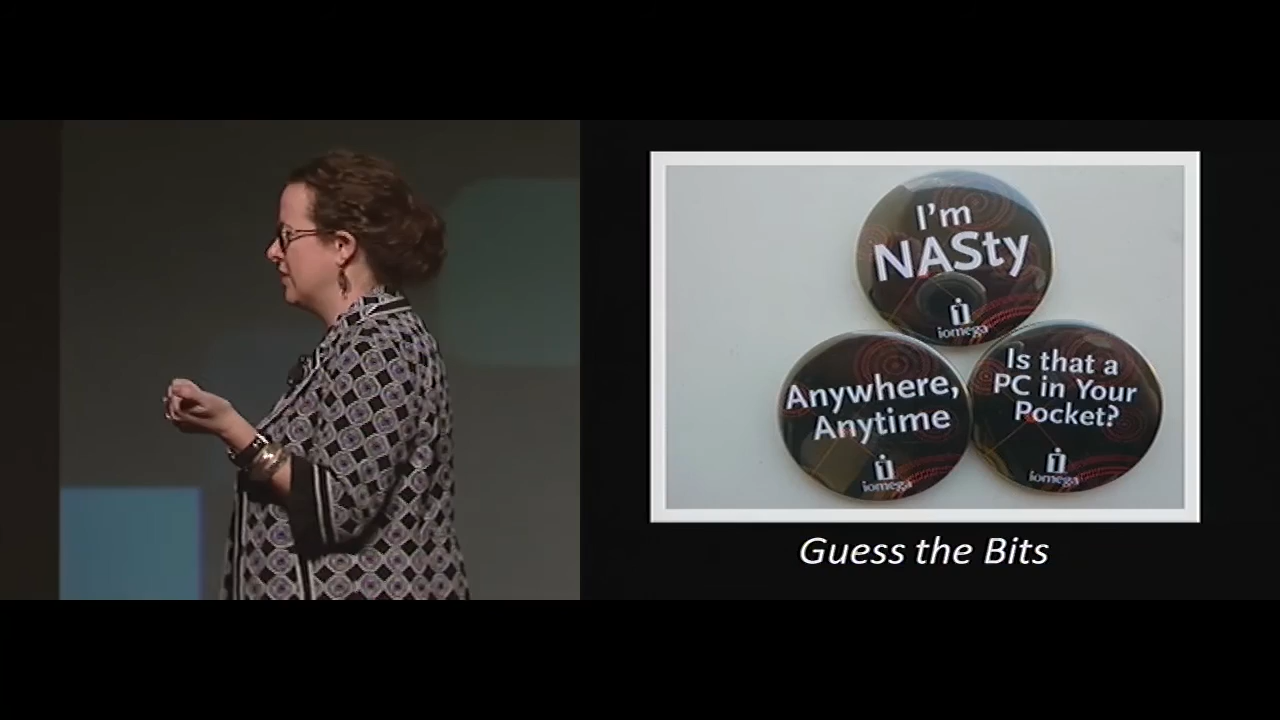 I'm
NASty
iomega
Anywhere,
Anytime
iomega
Is that a
PC in Your
Pocket?
iomega
Guess the Bits